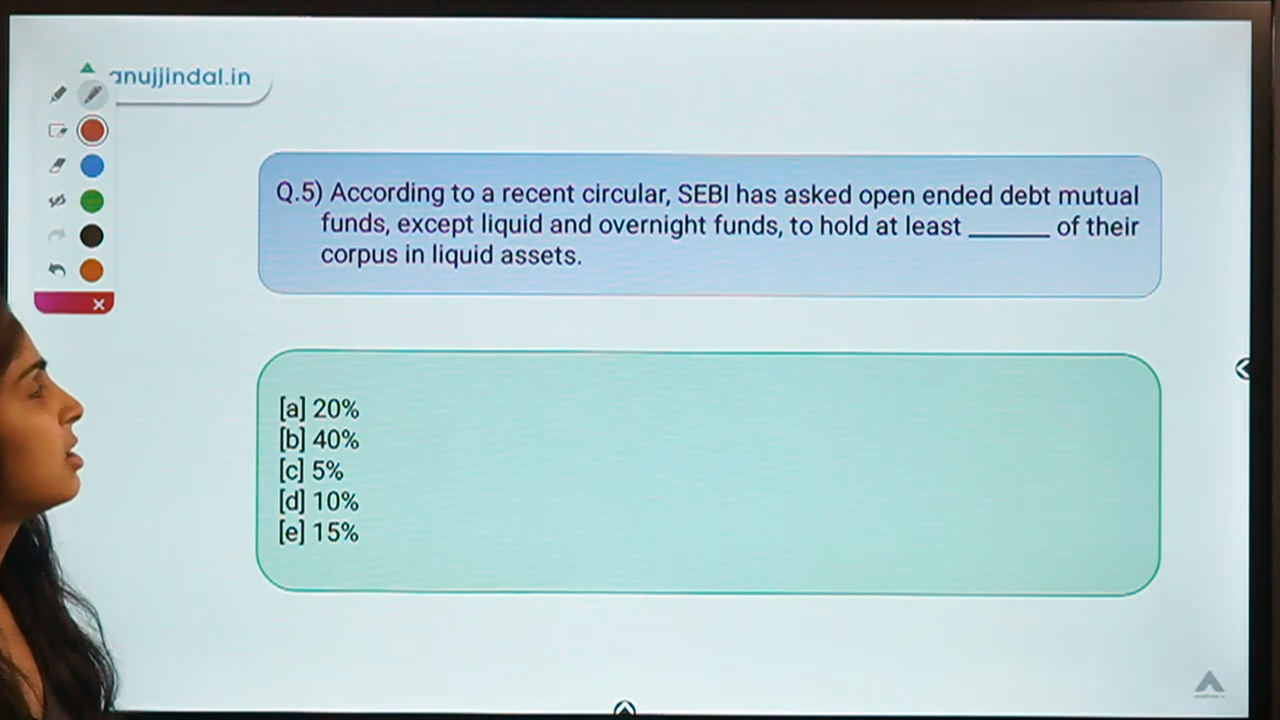 anujjindal.in
Q.5) According to a recent circular, SEBI has asked open ended debt mutual
funds, except liquid and overnight funds, to hold at least ______ of their
corpus in liquid assets.
[a] 20%
[b] 40%
[c] 5%
[d] 10%
[e] 15%